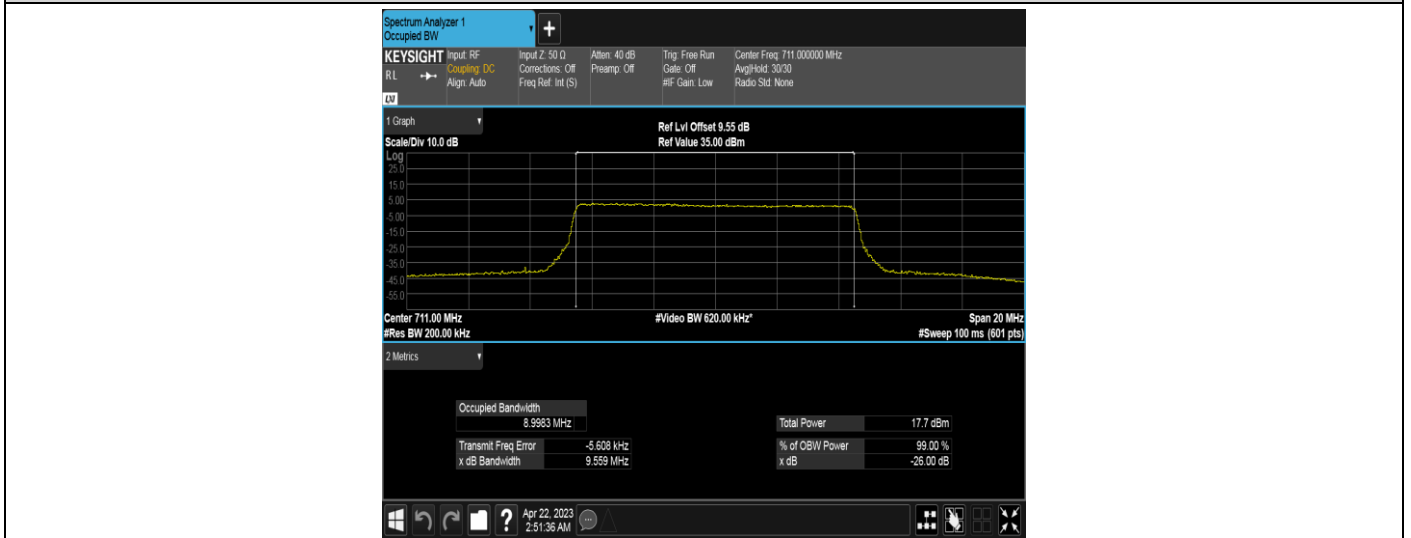 Spectrum Analyzer 1
Occupied BW
+
KEYSIGHT Input: RF Input Z: 50 Ω Atten: 40 dB Trig: Free Run Center Freq: 711.000000 MHz
RL Coupling: DC Corrections: Off Preamp: Off Gate: Off Avg|Hold: 30/30
Align: Auto Freq Ref: Int (S) #IF Gain: Low Radio Std: None
LXI
1 Graph
Ref Lvl Offset 9.55 dB
Scale/Div 10.0 dB Ref Value 35.00 dBm
Log
25.0
15.0
5.00
-5.00
-15.0
-25.0
-35.0
-45.0
-55.0
Center 711.00 MHz #Video BW 620.00 kHz* Span 20 MHz
#Res BW 200.00 kHz #Sweep 100 ms (601 pts)
2 Metrics
Occupied Bandwidth
8.9983 MHz Total Power 17.7 dBm
Transmit Freq Error -5.608 kHz % of OBW Power 99.00 %
x dB Bandwidth 9.559 MHz x dB -26.00 dB
? Apr 22, 2023
2:51:36 AM